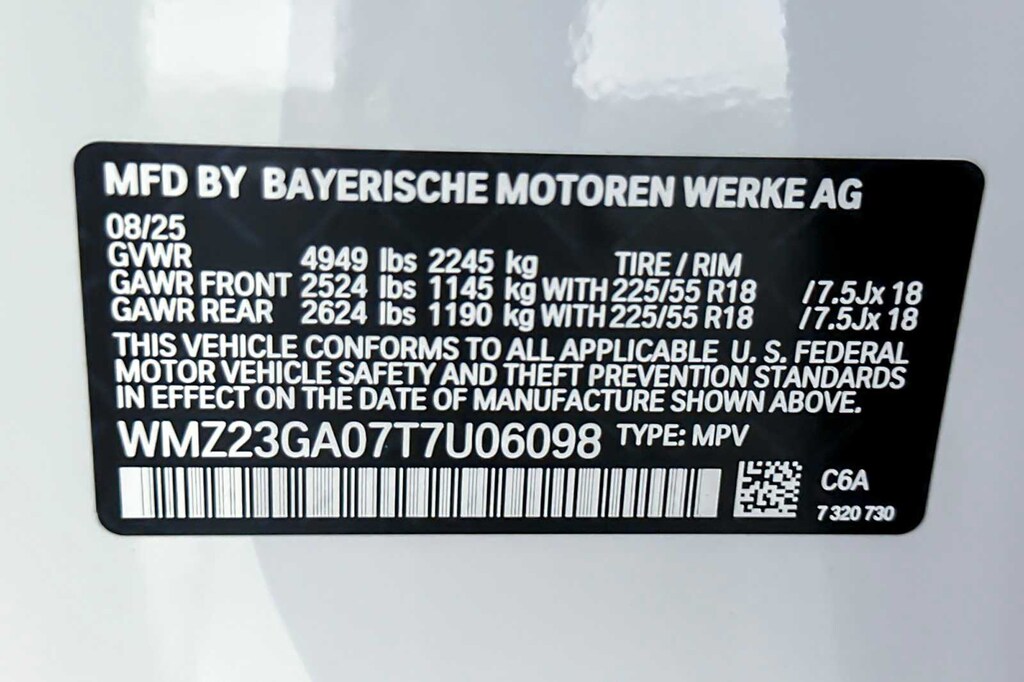 MFD BY BAYERISCHE MOTOREN WERKE AG
08/25
GVWR 4949 lbs 2245 kg TIRE / RIM
GAWR FRONT 2524 lbs 1145 kg WITH 225/55 R18 /7.5Jx 18
GAWR REAR 2624 lbs 1190 kg WITH 225/55 R18 /7.5Jx 18
THIS VEHICLE CONFORMS TO ALL APPLICABLE U. S. FEDERAL
MOTOR VEHICLE SAFETY AND THEFT PREVENTION STANDARDS
IN EFFECT ON THE DATE OF MANUFACTURE SHOWN ABOVE.
WMZ23GA07T7U06098 TYPE: MPV
C6A
7 320 730